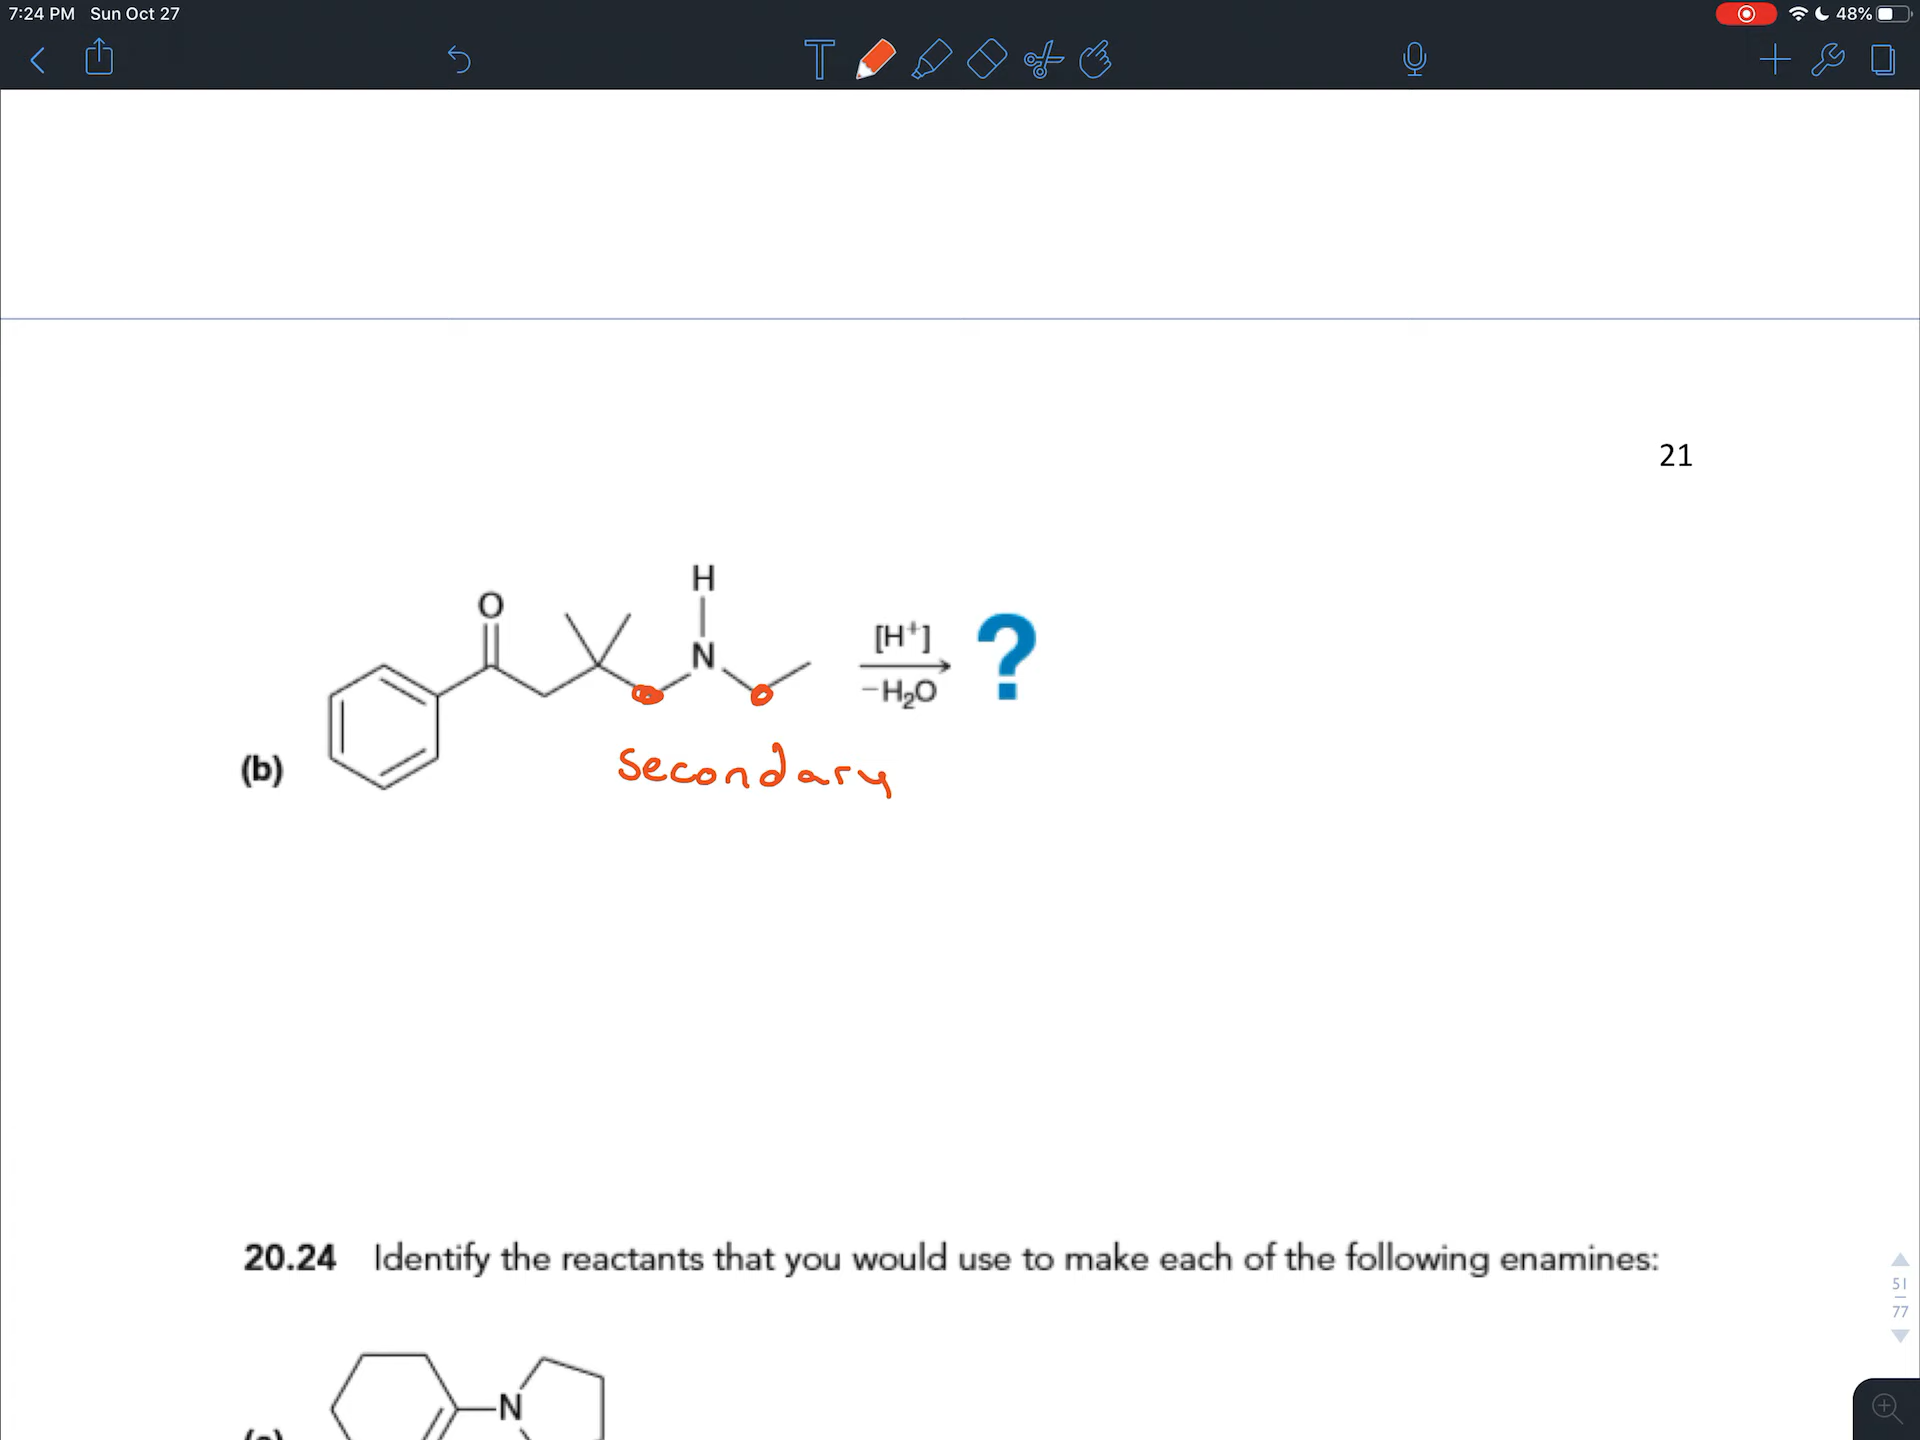 7:24 PM Sun Oct 27
48%
T
21
H
O
N
[H⁺]
−H₂O
?
(b)
Secondary
20.24 Identify the reactants that you would use to make each of the following enamines:
51
77
N